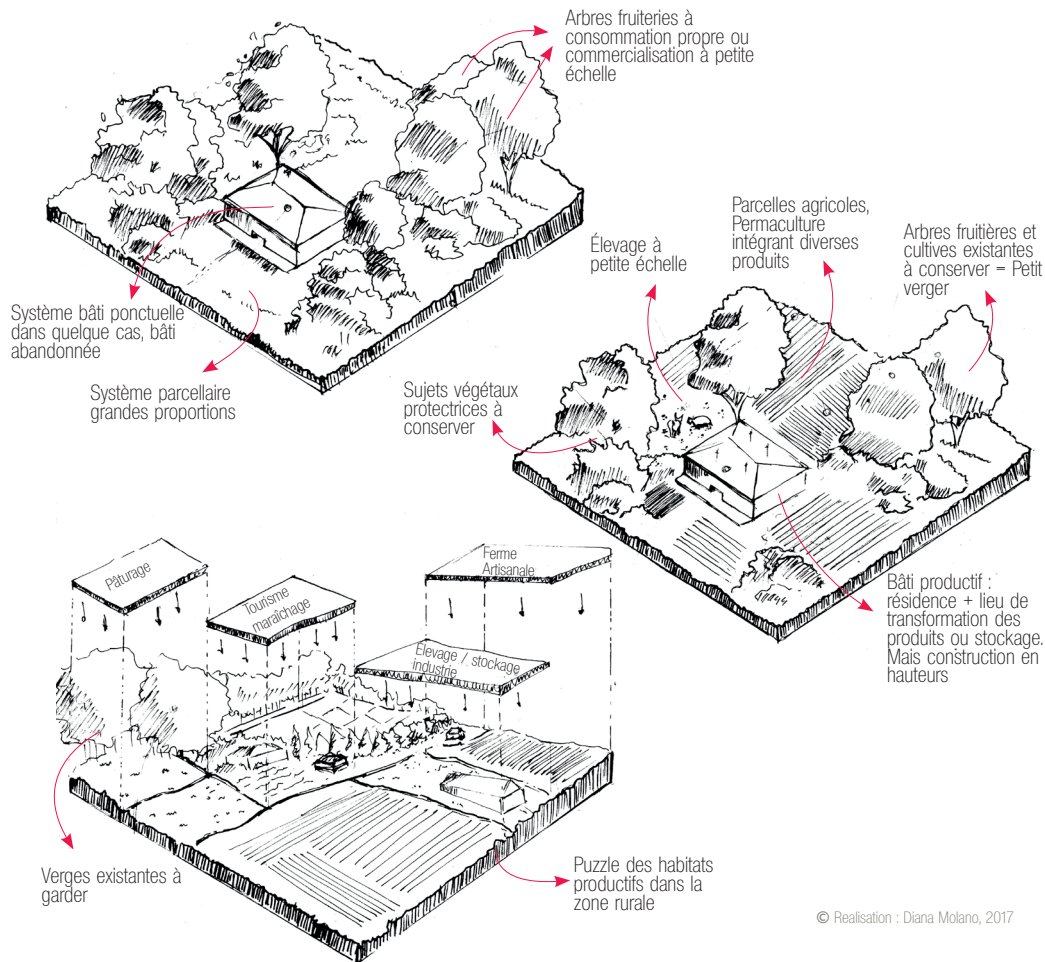 Arbres fruiteries à
consommation propre ou
commercialisation à petite
échelle
Système bâti ponctuelle
dans quelque cas, bâti
abandonnée
Système parcellaire
grandes proportions
Élevage à
petite échelle
Parcelles agricoles,
Permaculture
intégrant diverses
produits
Arbres fruitières et
cultives existantes
à conserver = Petit
verger
Sujets végétaux
protectrices à
conserver
Bâti productif :
résidence + lieu de
transformation des
produits ou stockage.
Mais construction en
hauteurs
Pâturage
Tourisme
maraîchage
Ferme
Artisanale
Élevage / stockage
industrie
Verges existantes à
garder
Puzzle des habitats
productifs dans la
zone rurale
© Realisation : Diana Molano, 2017